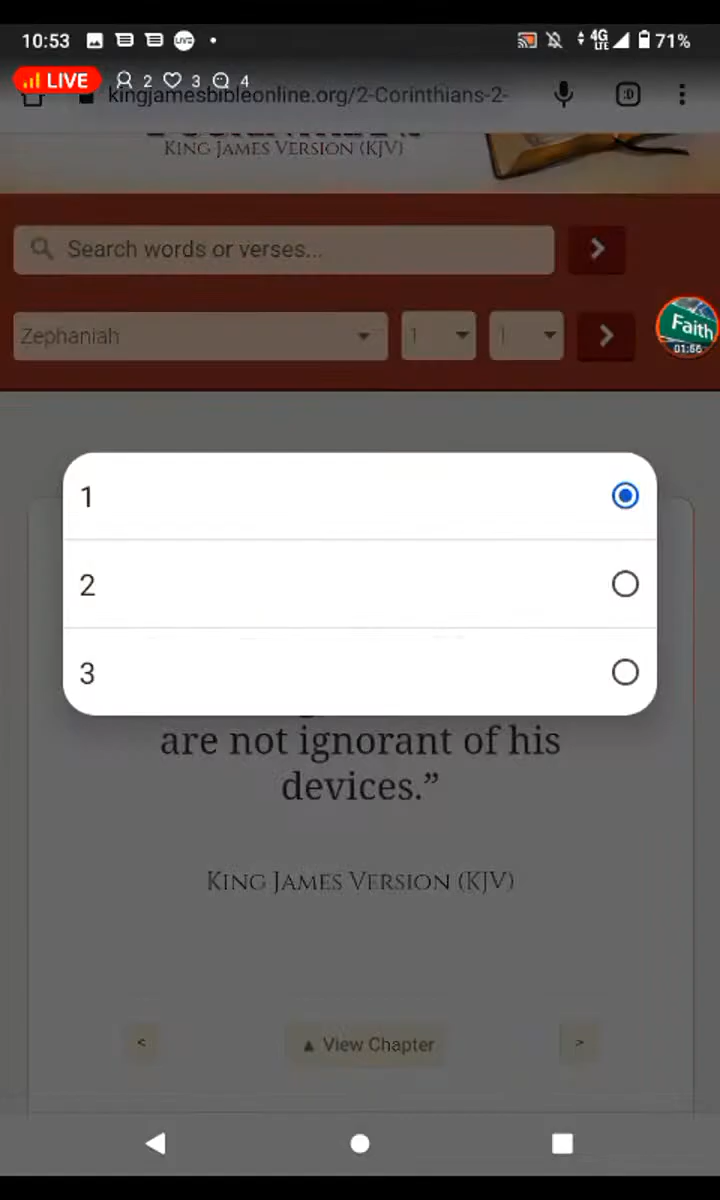 10:53 LIVE 4G LTE 71%
LIVE 2 3 4
kingjamesbibleonline.org/2-Corinthians-2-
KING JAMES VERSION (KJV)
Search words or verses...
>
Zephaniah 1 1 >
Faith
01:56
1
2
3
are not ignorant of his
devices.”
KING JAMES VERSION (KJV)
< ▲ View Chapter >